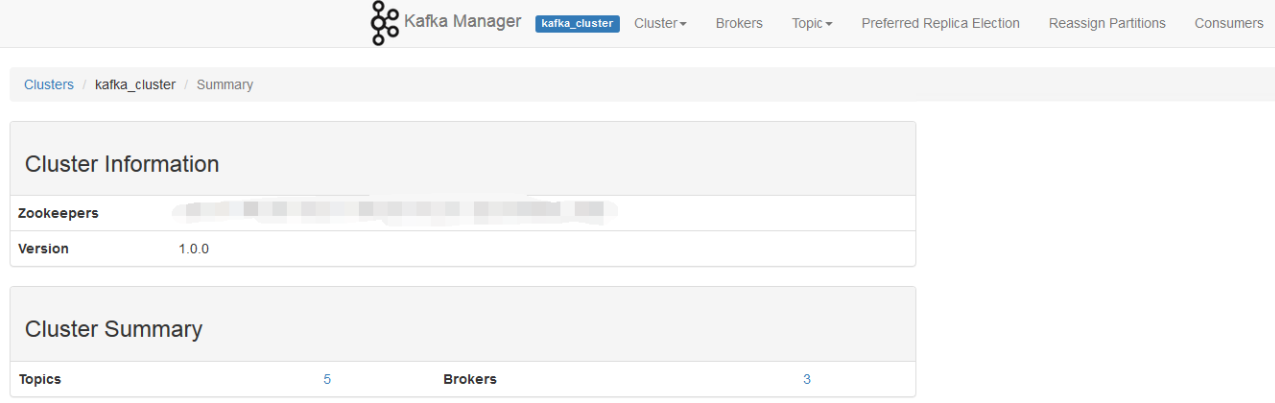 Kafka Manager kafka_cluster Cluster Brokers Topic Preferred Replica Election Reassign Partitions Consumers
Clusters / kafka_cluster / Summary
Cluster Information
Zookeepers
Version 1.0.0
Cluster Summary
Topics 5 Brokers 3